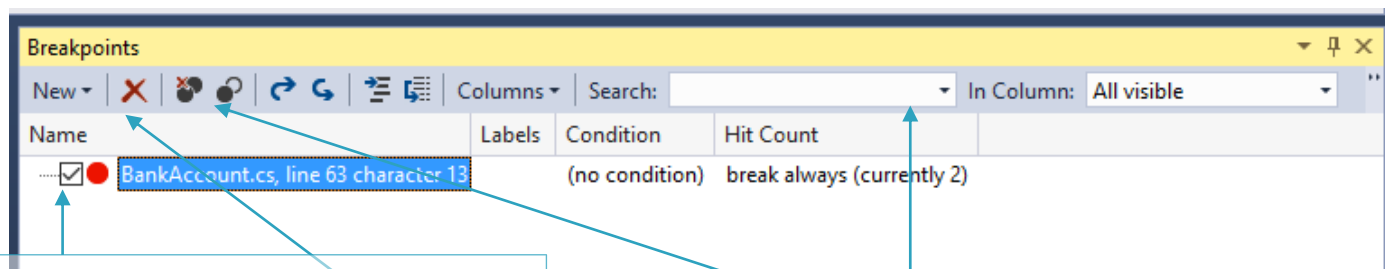 Breakpoints
New Columns Search: In Column: All visible
Name Labels Condition Hit Count
BankAccount.cs, line 63 character 13 (no condition) break always (currently 2)